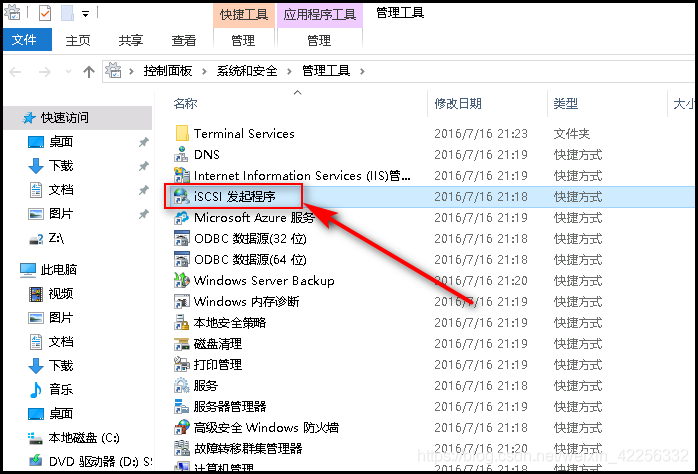 快捷工具 应用程序工具 管理工具
文件 主页 共享 查看 管理 管理
控制面板 系统和安全 管理工具
名称 修改日期 类型 大小
快速访问
桌面
下载
文档
图片
Z:\
此电脑
视频
图片
文档
下载
音乐
桌面
本地磁盘 (C:)
DVD 驱动器 (D:) S
Terminal Services 2016/7/16 21:23 文件夹
DNS 2016/7/16 21:19 快捷方式
Internet Information Services (IIS)管... 2016/7/16 21:19 快捷方式
iSCSI 发起程序 2016/7/16 21:18 快捷方式
Microsoft Azure 服务 2016/7/16 21:19 快捷方式
ODBC 数据源(32 位) 2016/7/16 21:18 快捷方式
ODBC 数据源(64 位) 2016/7/16 21:18 快捷方式
Windows Server Backup 2016/7/16 21:20 快捷方式
Windows 内存诊断 2016/7/16 21:19 快捷方式
本地安全策略 2016/7/16 21:19 快捷方式
磁盘清理 2016/7/16 21:19 快捷方式
打印管理 2016/7/16 21:19 快捷方式
服务 2016/7/16 21:18 快捷方式
服务器管理器 2016/7/16 21:19 快捷方式
高级安全 Windows 防火墙 2016/7/16 21:18 快捷方式
故障转移群集管理器 2016/7/16 21:20 快捷方式
计算机管理 2016/7/16 21:18 快捷方式